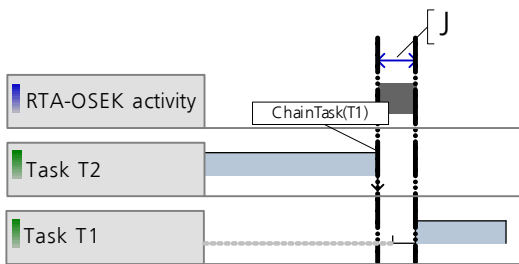 J
RTA-OSEK activity
ChainTask(T1)
Task T2
Task T1